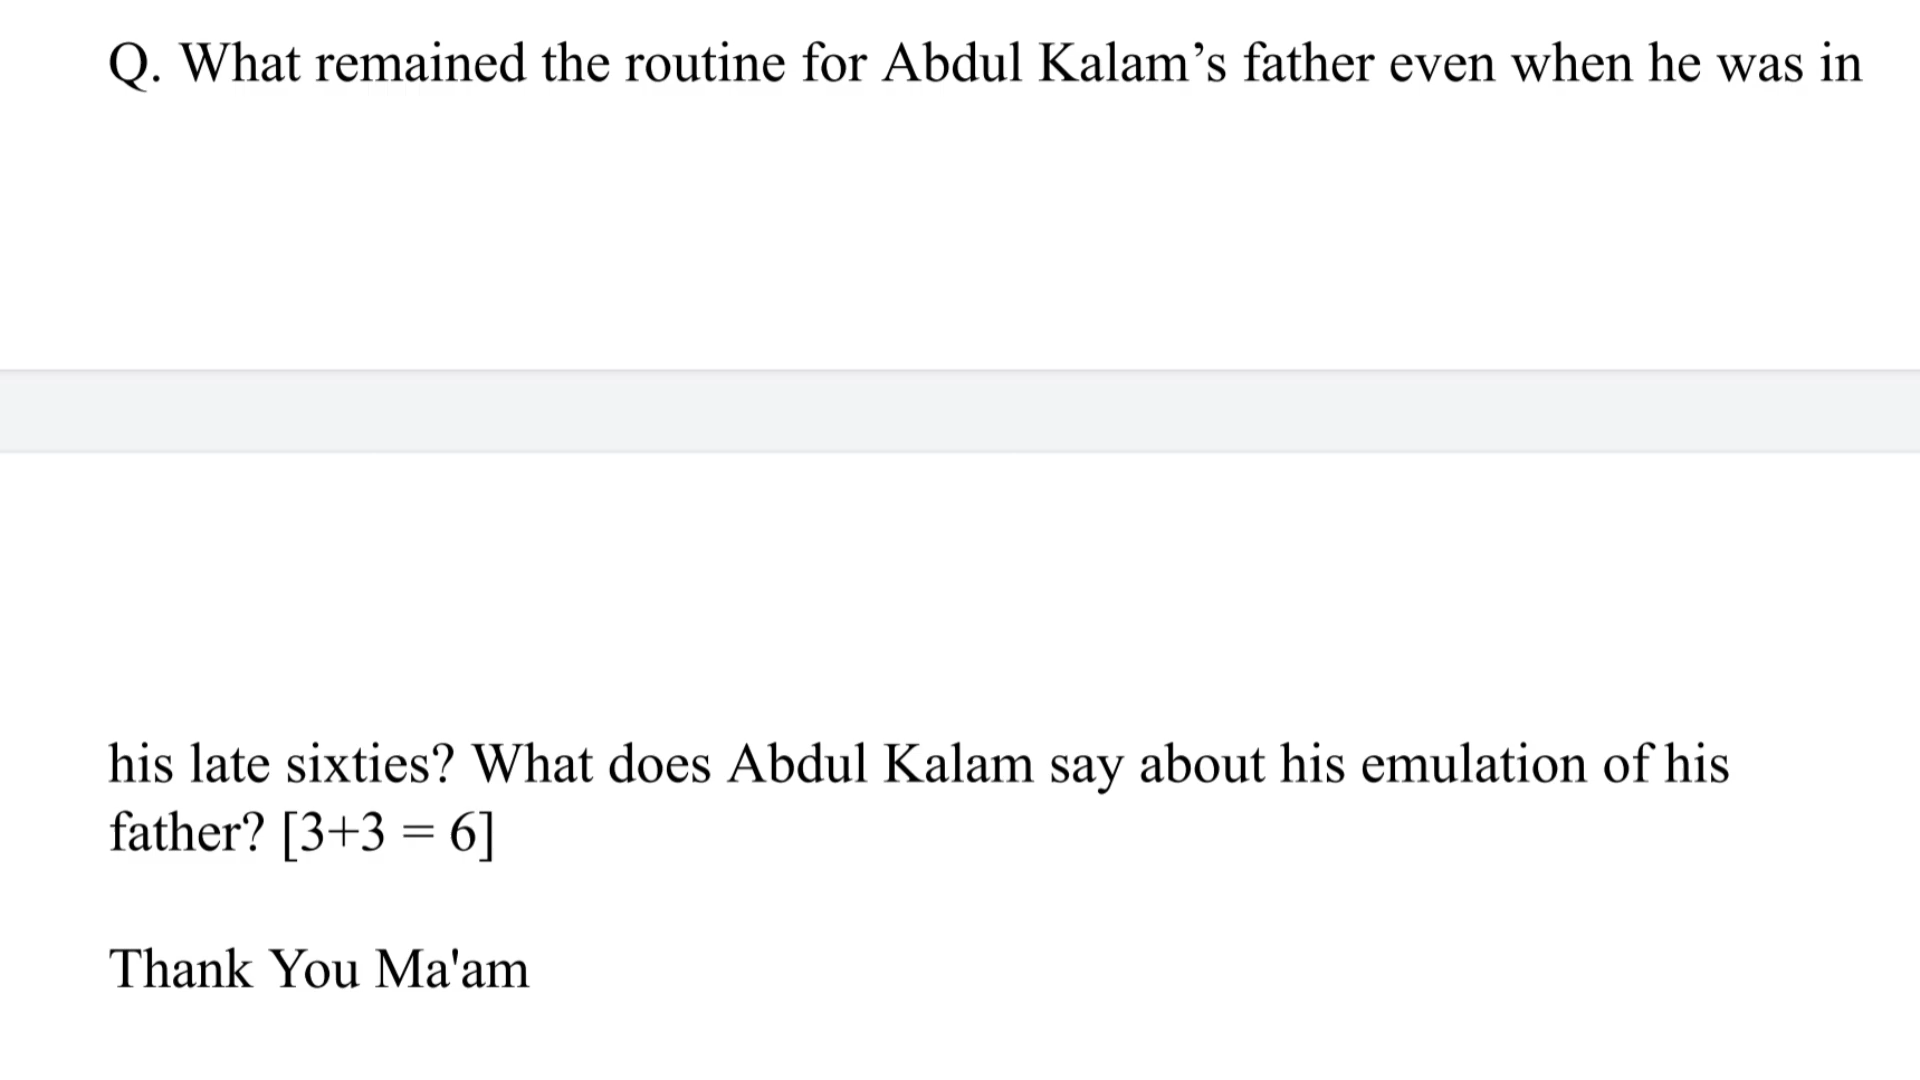 Q. What remained the routine for Abdul Kalam’s father even when he was in
his late sixties? What does Abdul Kalam say about his emulation of his
father? [3+3 = 6]
Thank You Ma'am